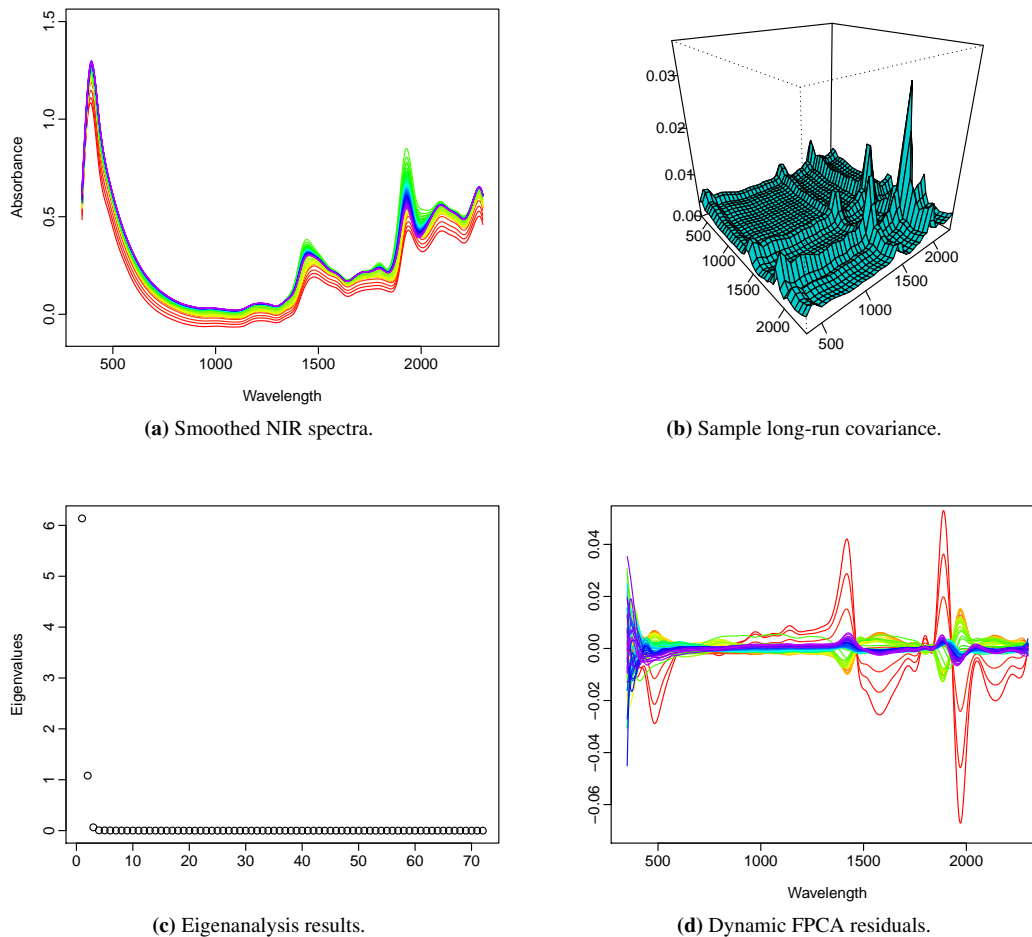 1.5
1.0
0.5
0.0
Absorbance
500 1000 1500 2000
Wavelength
(a) Smoothed NIR spectra.
0.03
0.02
0.01
0.00
500
1000
1500
2000
500
1000
1500
2000
(b) Sample long-run covariance.
6
5
4
3
2
1
0
Eigenvalues
0 10 20 30 40 50 60 70
(c) Eigenanalysis results.
0.04
0.02
0.00
−0.02
−0.04
−0.06
500 1000 1500 2000
Wavelength
(d) Dynamic FPCA residuals.